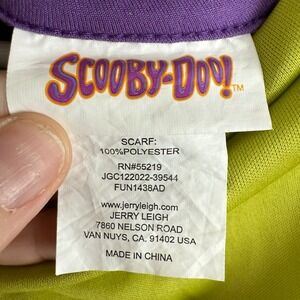 SCOOBY-DOO!™
SCARF:
100%POLYESTER
RN#55219
JGC122022-39544
FUN1438AD
www.jerryleigh.com
JERRY LEIGH
7860 NELSON ROAD
VAN NUYS, CA. 91402 USA
MADE IN CHINA